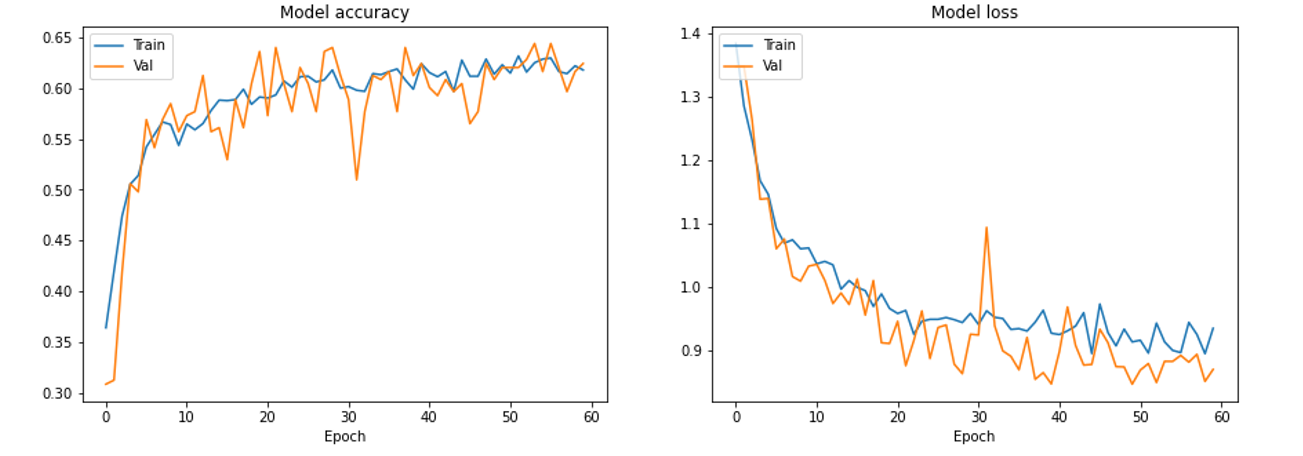 Model accuracy
Train
Val
0.65
0.60
0.55
0.50
0.45
0.40
0.35
0.30
0 10 20 30 40 50 60
Epoch
Model loss
Train
Val
1.4
1.3
1.2
1.1
1.0
0.9
0 10 20 30 40 50 60
Epoch